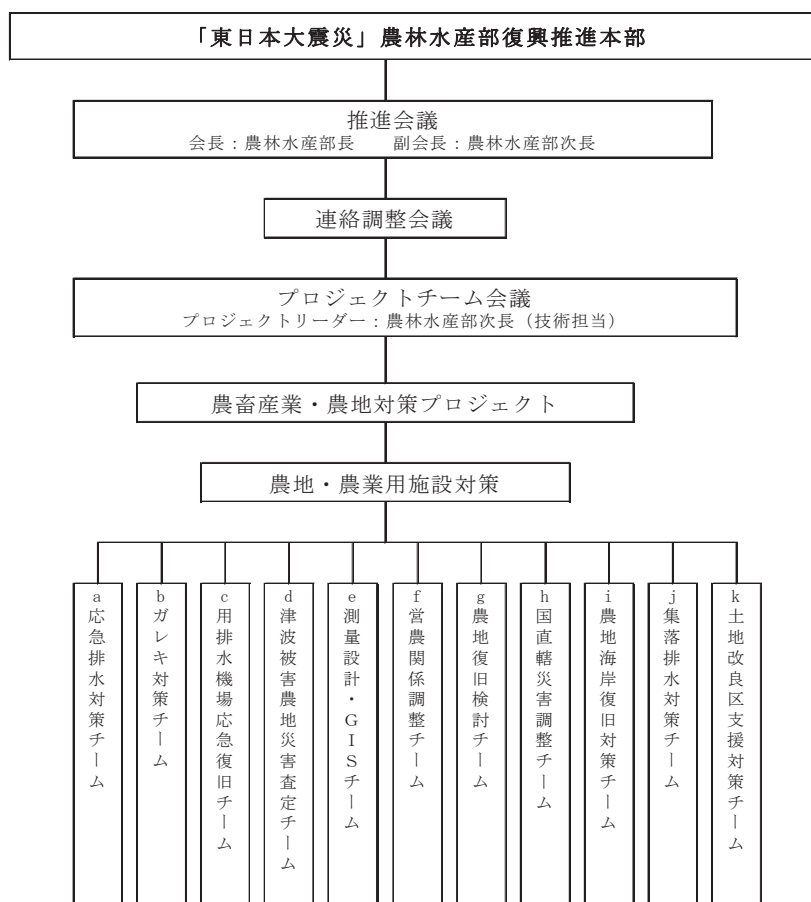 「東日本大震災」農林水産部復興推進本部
推進会議
会長：農林水産部長　副会長：農林水産部次長
連絡調整会議
プロジェクトチーム会議
プロジェクトリーダー：農林水産部次長（技術担当）
農畜産業・農地対策プロジェクト
農地・農業用施設対策
a応急排水対策チーム
bガレキ対策チーム
c用排水機場応急復旧チーム
d津波被害農地災害査定チーム
e測量設計・GISチーム
f営農関係調整チーム
g農地復旧検討チーム
h国直轄災害調整チーム
i農地海岸復旧対策チーム
j集落排水対策チーム
k土地改良区支援対策チーム